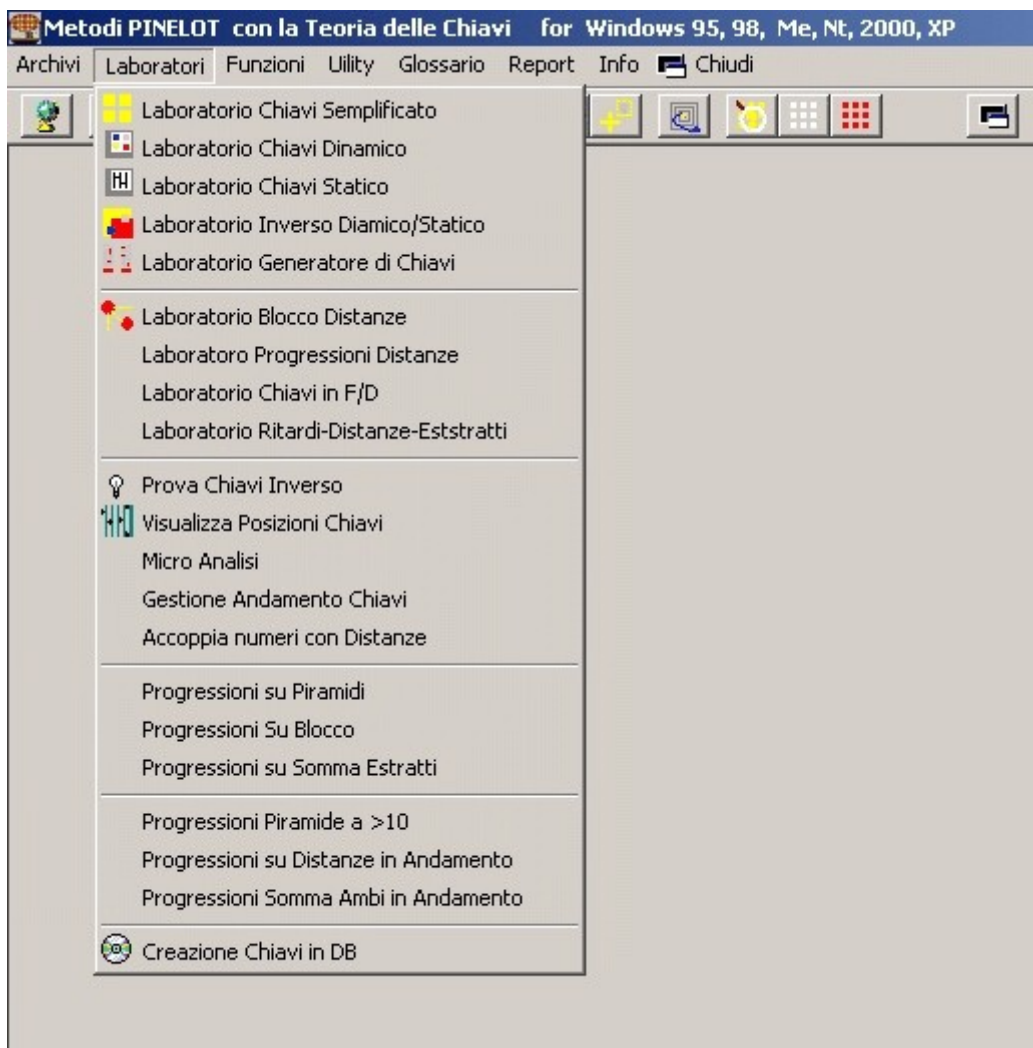 Metodi PINELOT con la Teoria delle Chiavi for Windows 95, 98, Me, Nt, 2000, XP
Archivi Laboratori Funzioni Uility Glossario Report Info Chiudi
Laboratorio Chiavi Semplificato
Laboratorio Chiavi Dinamico
Laboratorio Chiavi Statico
Laboratorio Inverso Diamico/Statico
Laboratorio Generatore di Chiavi
Laboratorio Blocco Distanze
Laboratoro Progressioni Distanze
Laboratorio Chiavi in F/D
Laboratorio Ritardi-Distanze-Eststratti
Prova Chiavi Inverso
Visualizza Posizioni Chiavi
Micro Analisi
Gestione Andamento Chiavi
Accoppia numeri con Distanze
Progressioni su Piramidi
Progressioni Su Blocco
Progressioni su Somma Estratti
Progressioni Piramide a >10
Progressioni su Distanze in Andamento
Progressioni Somma Ambi in Andamento
Creazione Chiavi in DB